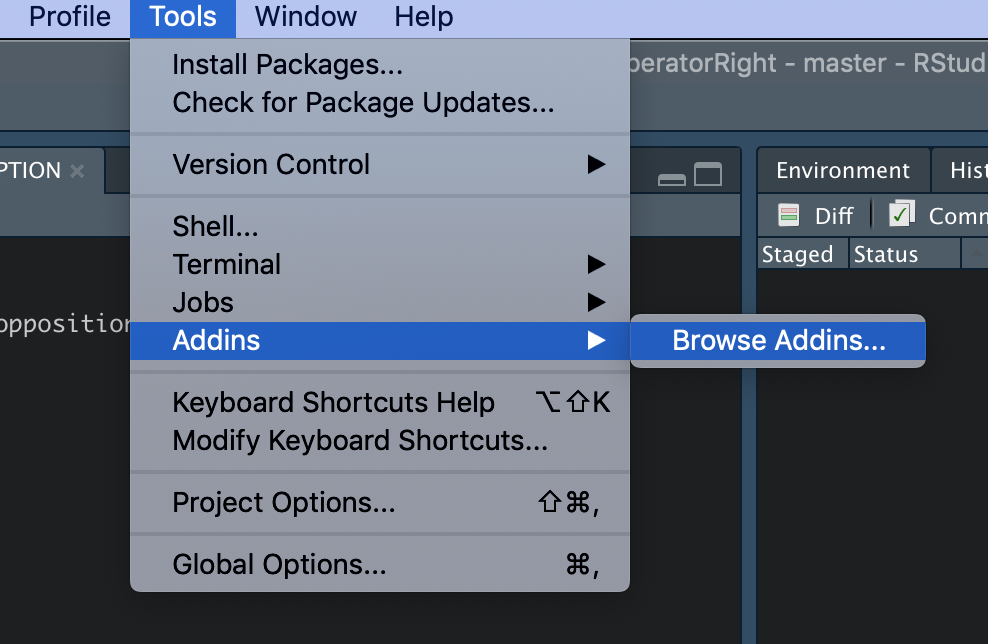 Profile Tools Window Help
Install Packages...
Check for Package Updates...
Version Control
Shell...
Terminal
Jobs
Addins
Browse Addins...
Keyboard Shortcuts Help ⌥⇧K
Modify Keyboard Shortcuts...
Project Options... ⇧⌘,
Global Options... ⌘,
peratorRight - master - RStud
PTION
opposition
Environment
Hist
Diff
Comm
Staged
Status